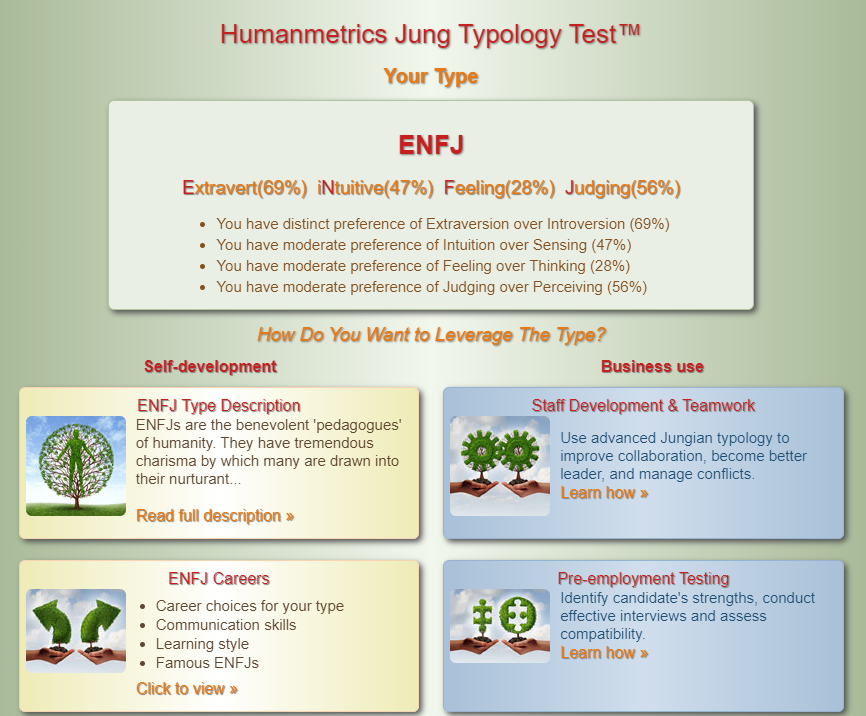 Humanmetrics Jung Typology Test™
Your Type
ENFJ
Extravert(69%) iNtuitive(47%) Feeling(28%) Judging(56%)
• You have distinct preference of Extraversion over Introversion (69%)
• You have moderate preference of Intuition over Sensing (47%)
• You have moderate preference of Feeling over Thinking (28%)
• You have moderate preference of Judging over Perceiving (56%)
How Do You Want to Leverage The Type?
Self-development
ENFJ Type Description
ENFJs are the benevolent 'pedagogues'
of humanity. They have tremendous
charisma by which many are drawn into
their nurturant...
Read full description »
ENFJ Careers
• Career choices for your type
• Communication skills
• Learning style
• Famous ENFJs
Click to view »
Business use
Staff Development & Teamwork
Use advanced Jungian typology to
improve collaboration, become better
leader, and manage conflicts.
Learn how »
Pre-employment Testing
Identify candidate's strengths, conduct
effective interviews and assess
compatibility.
Learn how »